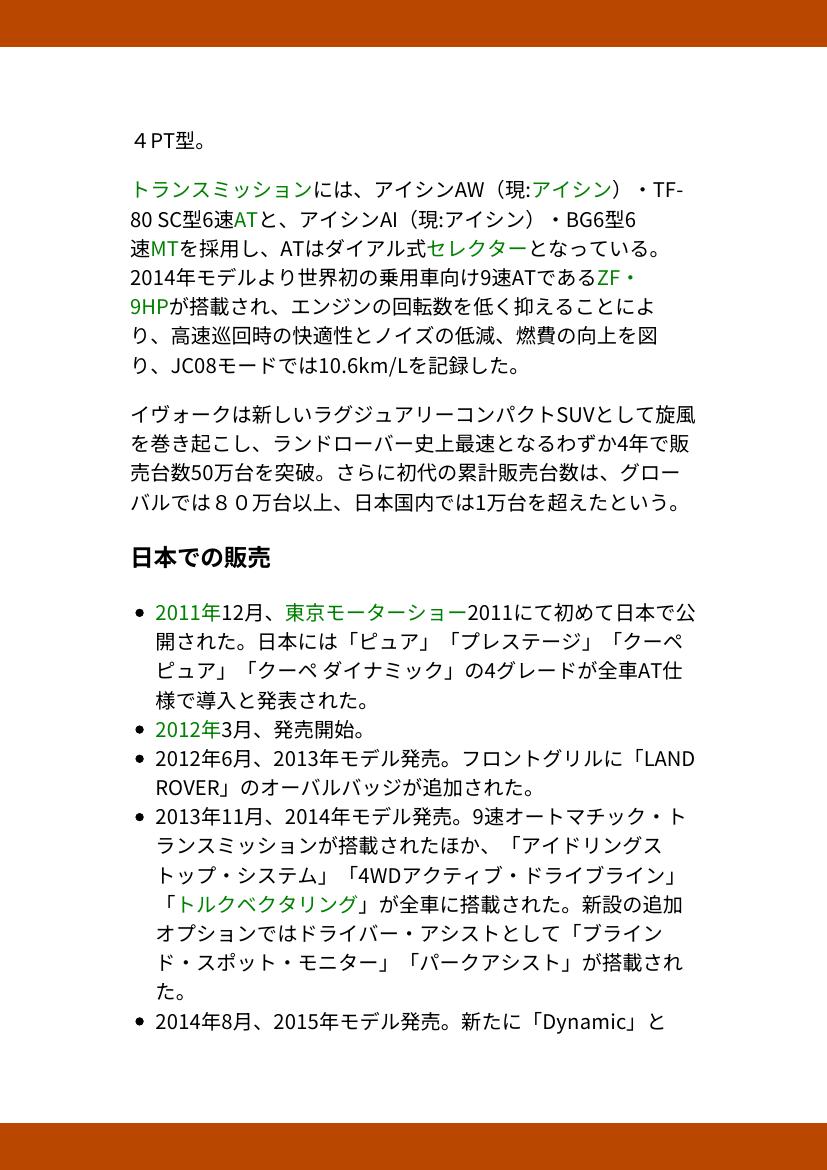 ４PT型。
トランスミッションには、アイシンAW（現:アイシン）・TF-
80 SC型6速ATと、アイシンAI（現:アイシン）・BG6型6
速MTを採用し、ATはダイアル式セレクターとなっている。
2014年モデルより世界初の乗用車向け9速ATであるZF・
9HPが搭載され、エンジンの回転数を低く抑えることによ
り、高速巡回時の快適性とノイズの低減、燃費の向上を図
り、JC08モードでは10.6km/Lを記録した。
イヴォークは新しいラグジュアリーコンパクトSUVとして旋風
を巻き起こし、ランドローバー史上最速となるわずか4年で販
売台数50万台を突破。さらに初代の累計販売台数は、グロー
バルでは８０万台以上、日本国内では1万台を超えたという。
日本での販売
• 2011年12月、東京モーターショー2011にて初めて日本で公
開された。日本には「ピュア」「プレステージ」「クーペ
ピュア」「クーペ ダイナミック」の4グレードが全車AT仕
様で導入と発表された。
• 2012年3月、発売開始。
• 2012年6月、2013年モデル発売。フロントグリルに「LAND
ROVER」のオーバルバッジが追加された。
• 2013年11月、2014年モデル発売。9速オートマチック・ト
ランスミッションが搭載されたほか、「アイドリングス
トップ・システム」「4WDアクティブ・ドライブライン」
「トルクベクタリング」が全車に搭載された。新設の追加
オプションではドライバー・アシストとして「ブライン
ド・スポット・モニター」「パークアシスト」が搭載され
た。
• 2014年8月、2015年モデル発売。新たに「Dynamic」と